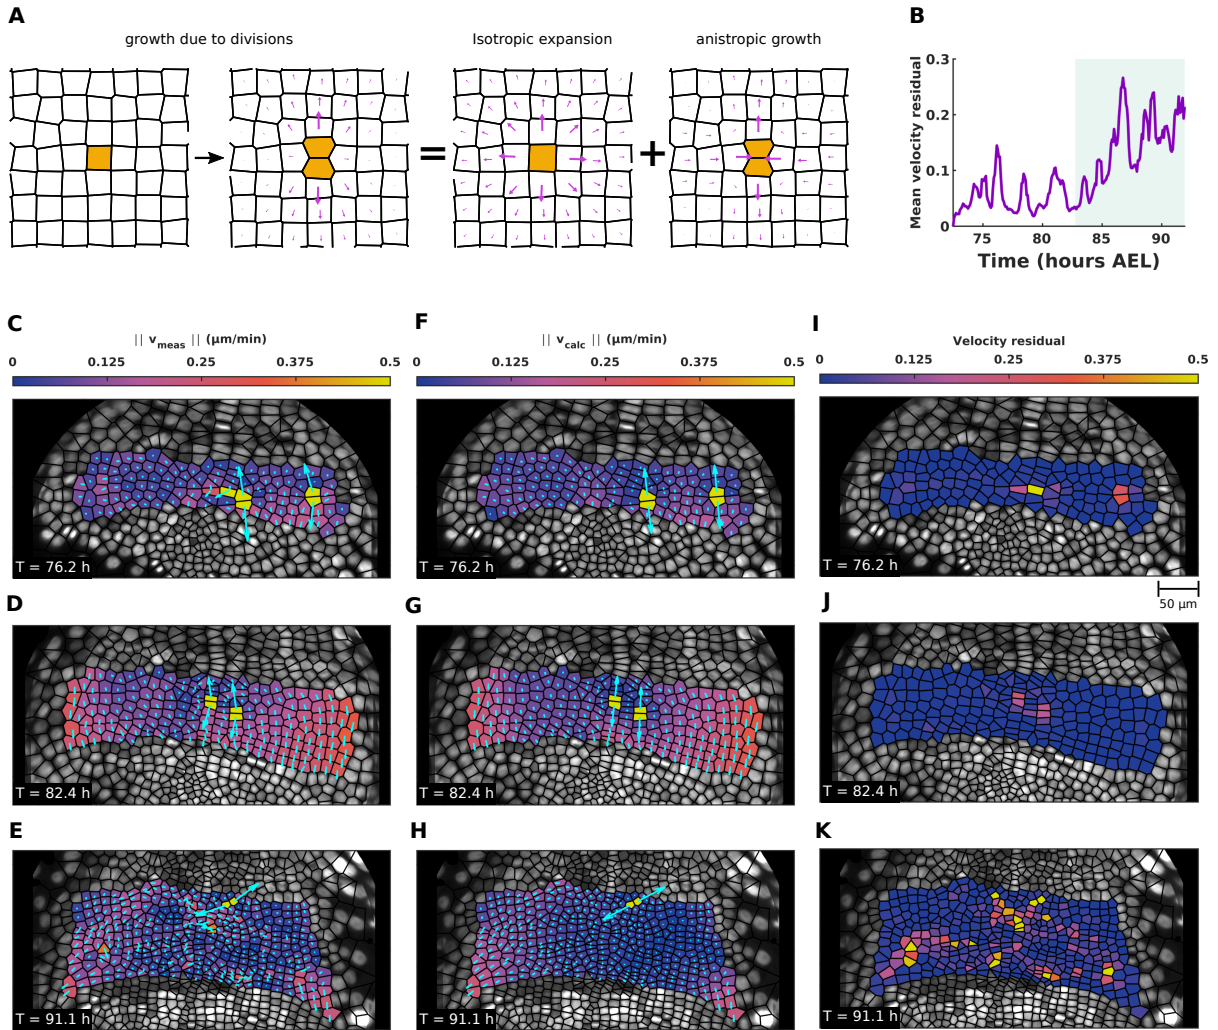 A
growth due to divisions
Isotropic expansion
anistropic growth
=
+
B
Mean velocity residual
0.3
0.2
0.1
0
75
80
85
90
Time (hours AEL)
C
|| v_meas || (μm/min)
0
0.125
0.25
0.375
0.5
F
|| v_calc || (μm/min)
0
0.125
0.25
0.375
0.5
I
Velocity residual
0
0.125
0.25
0.375
0.5
T = 76.2 h
T = 76.2 h
T = 76.2 h
50 μm
D
G
J
T = 82.4 h
T = 82.4 h
T = 82.4 h
E
H
K
T = 91.1 h
T = 91.1 h
T = 91.1 h